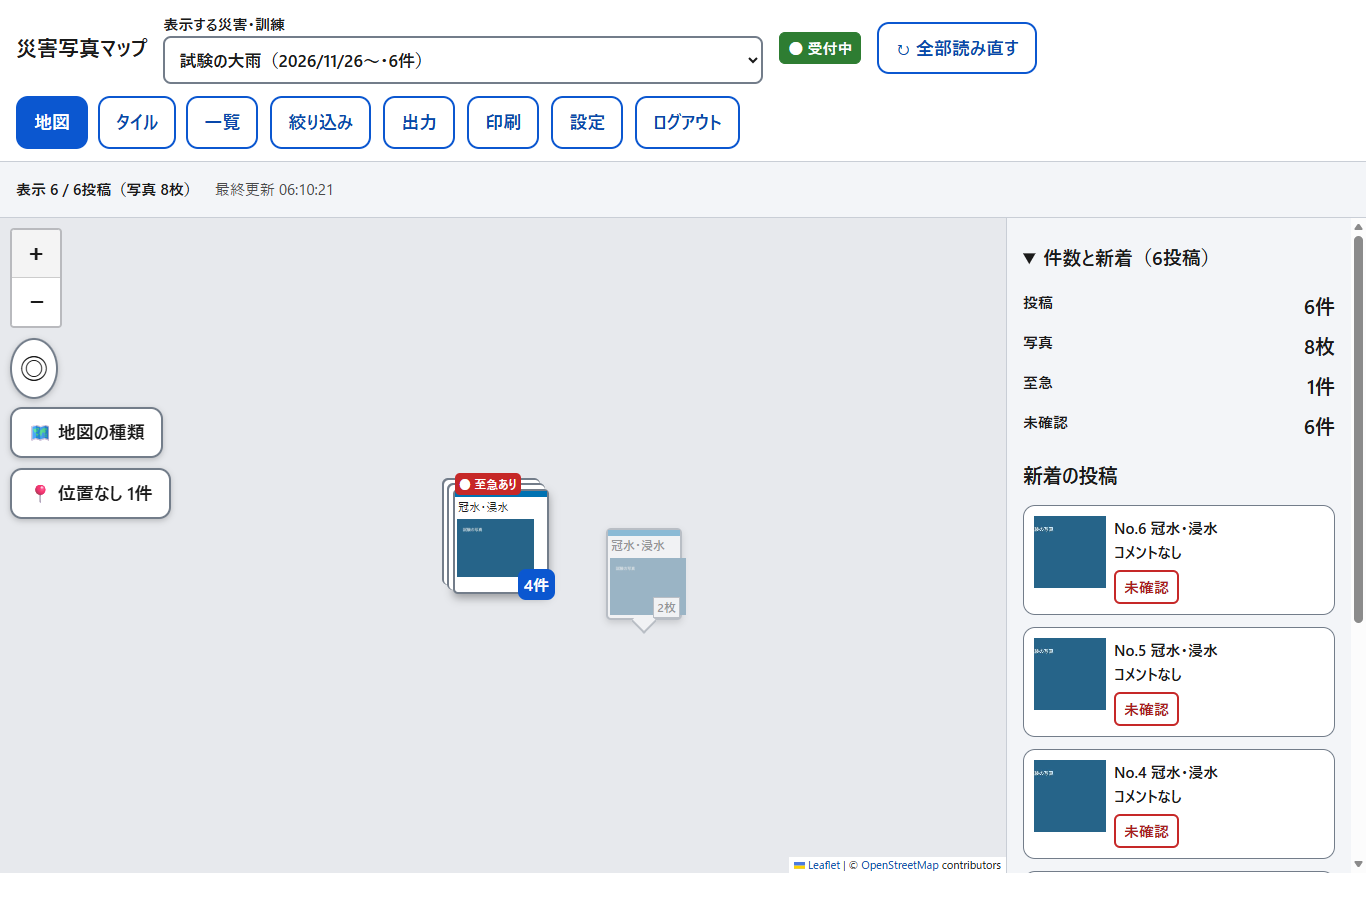 災害写真マップ
表示する災害・訓練
試験の大雨（2026/11/26～・6件）
受付中
↻ 全部読み直す
地図
タイル
一覧
絞り込み
出力
印刷
設定
ログアウト
表示 6 / 6投稿（写真 8枚）
最終更新 06:10:21
+
−
地図の種類
位置なし 1件
至急あり
冠水・浸水
試験の写真
4件
冠水・浸水
2枚
Leaflet | © OpenStreetMap contributors
▼ 件数と新着（6投稿）
投稿
6件
写真
8枚
至急
1件
未確認
6件
新着の投稿
No.6 冠水・浸水
コメントなし
未確認
No.5 冠水・浸水
コメントなし
未確認
No.4 冠水・浸水
コメントなし
未確認